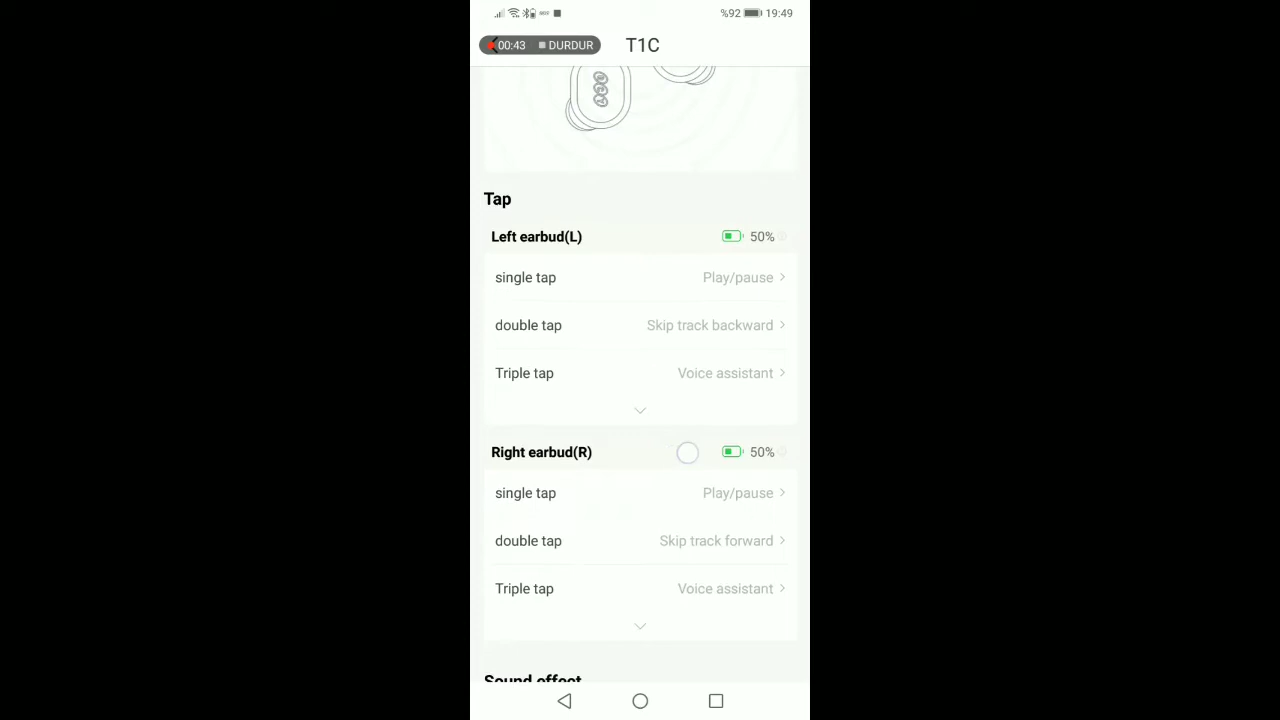 %92 19:49
00:43 DURDUR T1C
QCY
Tap
Left earbud(L) 50%
single tap Play/pause
double tap Skip track backward
Triple tap Voice assistant
Right earbud(R) 50%
single tap Play/pause
double tap Skip track forward
Triple tap Voice assistant
Sound effect